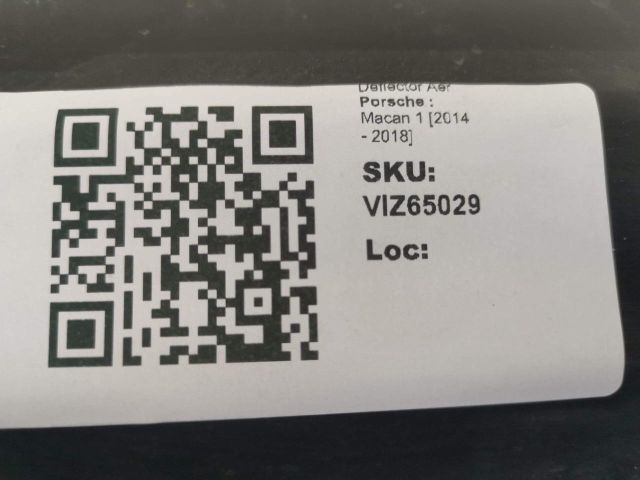 Deflector Aer
Porsche :
Macan 1 [2014
- 2018]
SKU:
VIZ65029
Loc: